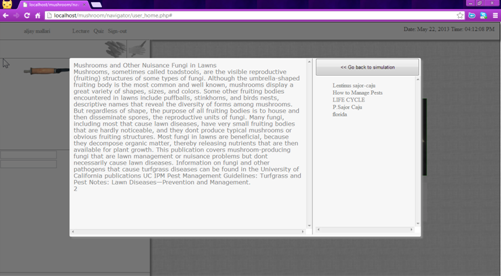 localhost/mushroom/navigator/us
localhost/mushroom/navigator/user_home.php#
Lecture
Quiz
Sign out
Date: May 22, 2013 Time: 04:22:08 PM
Mushrooms and Other Nuisance Fungi in Lawns
Mushrooms, sometimes called toadstools, are the visible reproductive
(fruiting) structures of some types of fungi. Although the umbrella-shaped
fruiting body is the most common and well known, mushrooms display a
great variety of shapes, sizes, and colors. Some other fruiting bodies
encountered in lawns include puffballs, stinkhorns, and birds nests,
descriptive names that reveal the diversity of forms among mushrooms.
But regardless of shape, the purpose of all fruiting bodies is to house and
then disseminate spores, the reproductive units of fungi. Many fungi,
including most that cause lawn diseases, have very small fruiting bodies
that are hardly noticeable, and they dont produce typical mushrooms or
obvious fruiting structures. Most fungi in lawns are beneficial, because
they decompose organic matter, thereby releasing nutrients that are then
available for plant growth. This publication covers mushroom-producing
fungi that are lawn management or nuisance problems but dont
necessarily cause lawn diseases. Information on fungi and other
pathogens that cause turfgrass diseases can be found in the University of
California publications UC IPM Pest Management Guidelines: Turfgrass and
Pest Notes: Lawn Diseases—Prevention and Management.
2
<< Go back to simulation
Lentinus sajor-caju
How to Manage Pests
LIFE CYCLE
P.Sajor Caju
florida